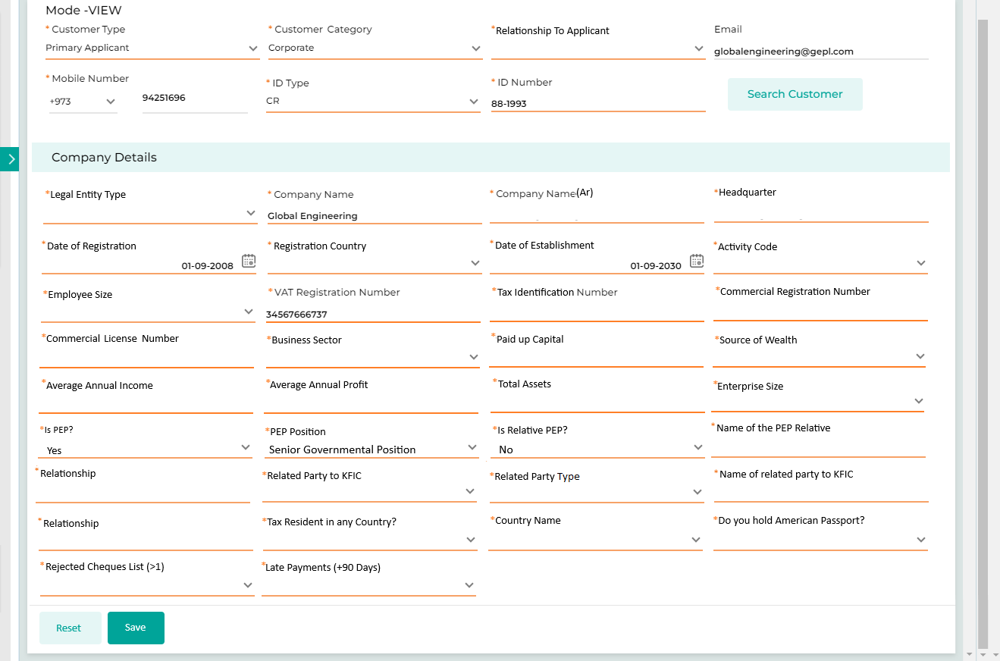 Mode -VIEW
* Customer Type * Customer Category *Relationship To Applicant Email
Primary Applicant Corporate globalengineering@gepl.com
* Mobile Number * ID Type * ID Number
+973 94251696 CR 88-1993 Search Customer
Company Details
*Legal Entity Type * Company Name * Company Name(Ar) *Headquarter
Global Engineering
*Date of Registration *Registration Country *Date of Establishment *Activity Code
01-09-2008 01-09-2030
*Employee Size *VAT Registration Number *Tax Identification Number *Commercial Registration Number
34567666737
*Commercial License Number *Business Sector *Paid up Capital *Source of Wealth
*Average Annual Income *Average Annual Profit *Total Assets *Enterprise Size
*Is PEP? *PEP Position *Is Relative PEP? *Name of the PEP Relative
Yes Senior Governmental Position No
*Relationship *Related Party to KFIC *Related Party Type *Name of related party to KFIC
*Relationship *Tax Resident in any Country? *Country Name *Do you hold American Passport?
*Rejected Cheques List (>1) *Late Payments (+90 Days)
Reset Save